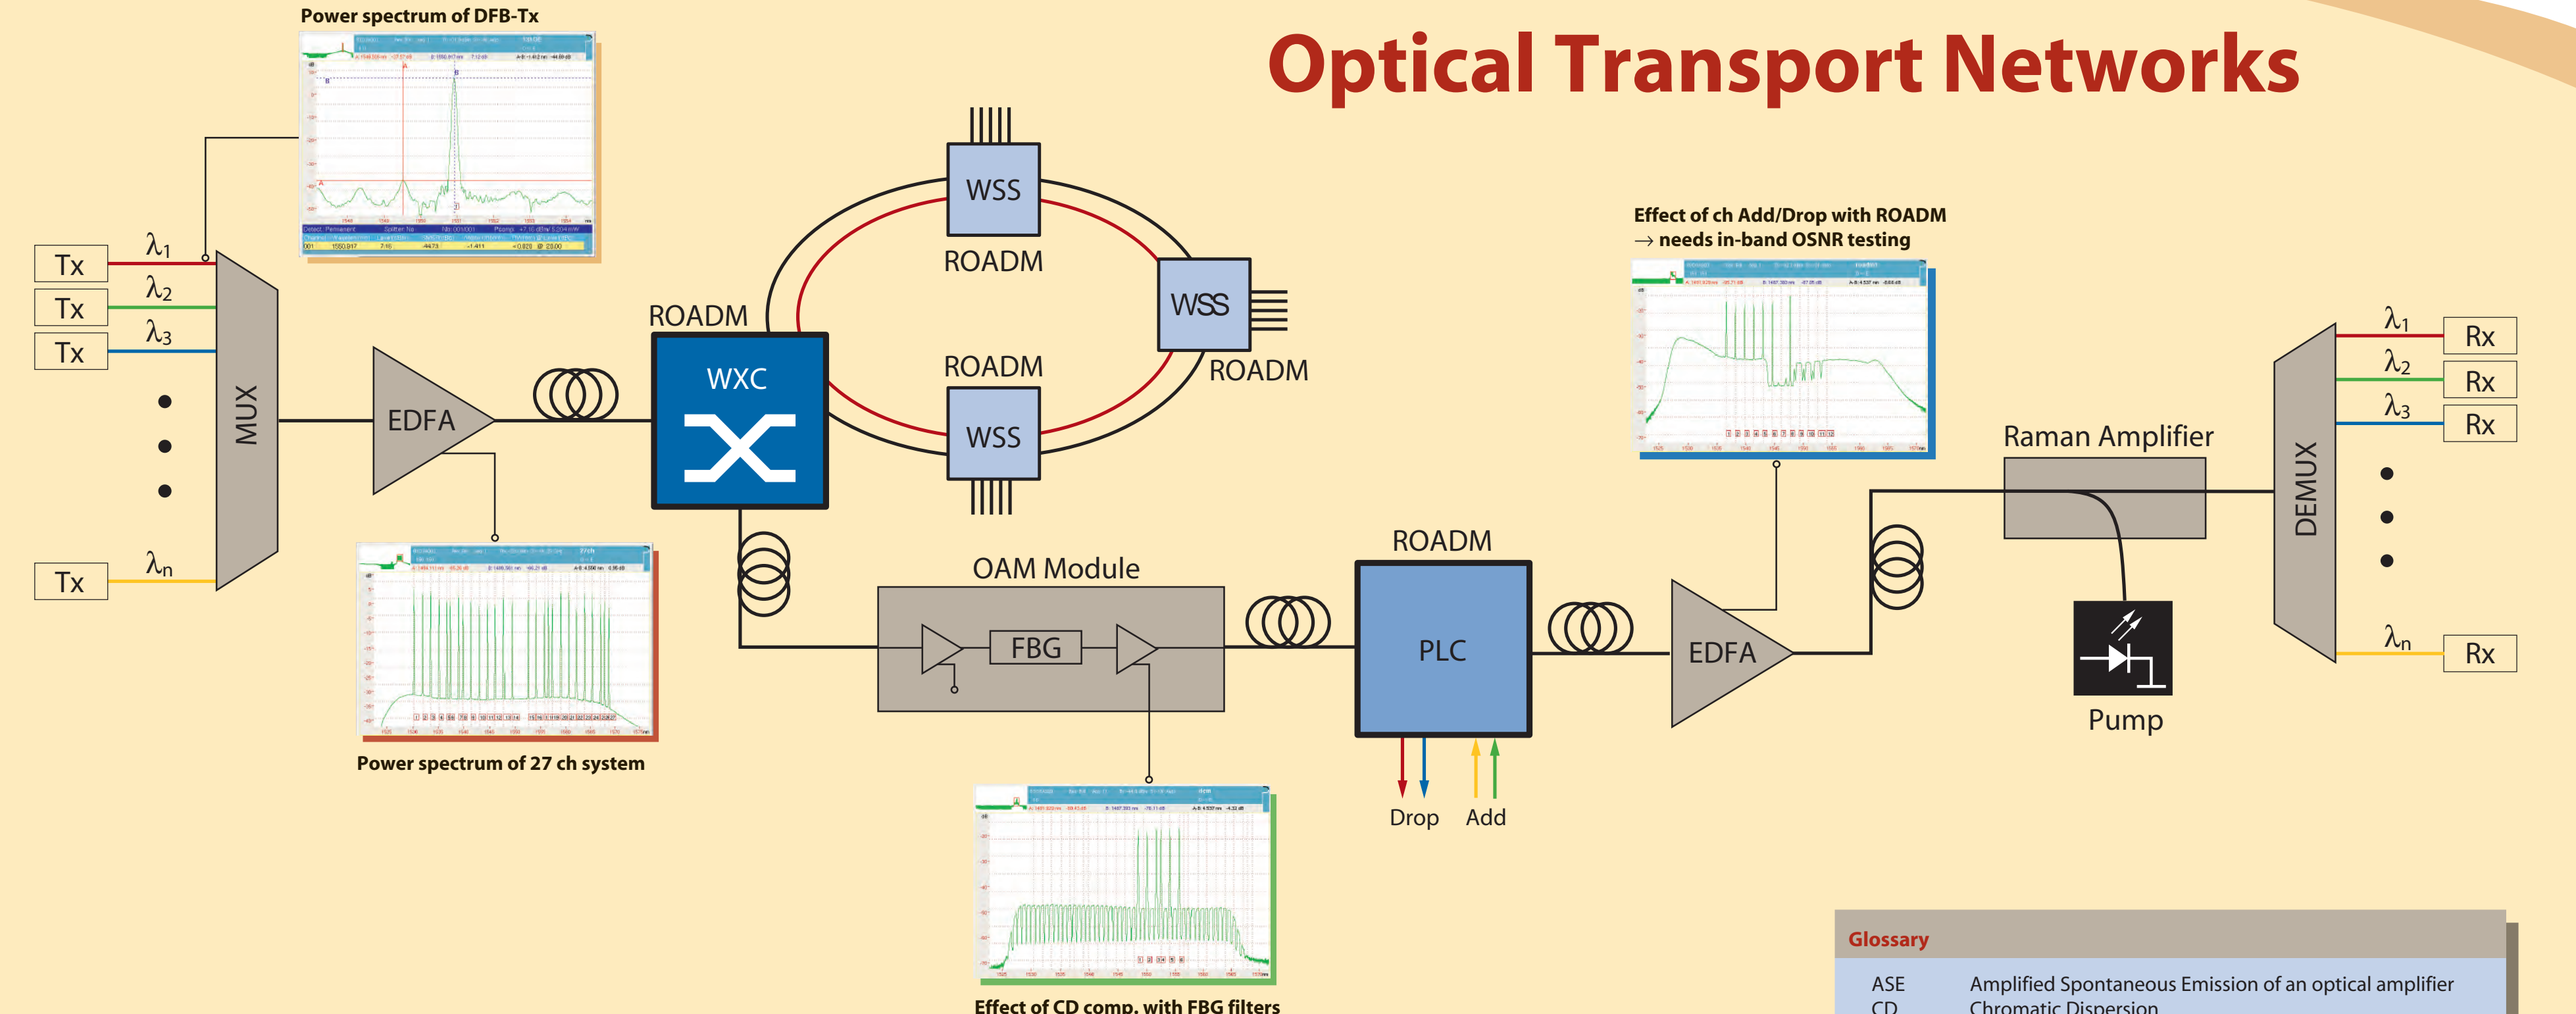 Power spectrum of DFB-Tx
Optical Transport Networks
WSS
ROADM
Effect of ch Add/Drop with ROADM
→ needs in-band OSNR testing
Tx
λ1
Tx
λ2
Tx
λ3
Tx
λn
MUX
EDFA
ROADM
WXC
WSS
ROADM
ROADM
WSS
Power spectrum of 27 ch system
OAM Module
FBG
Effect of CD comp. with FBG filters
ROADM
PLC
Drop
Add
EDFA
Raman Amplifier
Pump
DEMUX
λ1
Rx
λ2
Rx
λ3
Rx
λn
Rx
Glossary
ASE Amplified Spontaneous Emission of an optical amplifier
CD Chromatic Dispersion